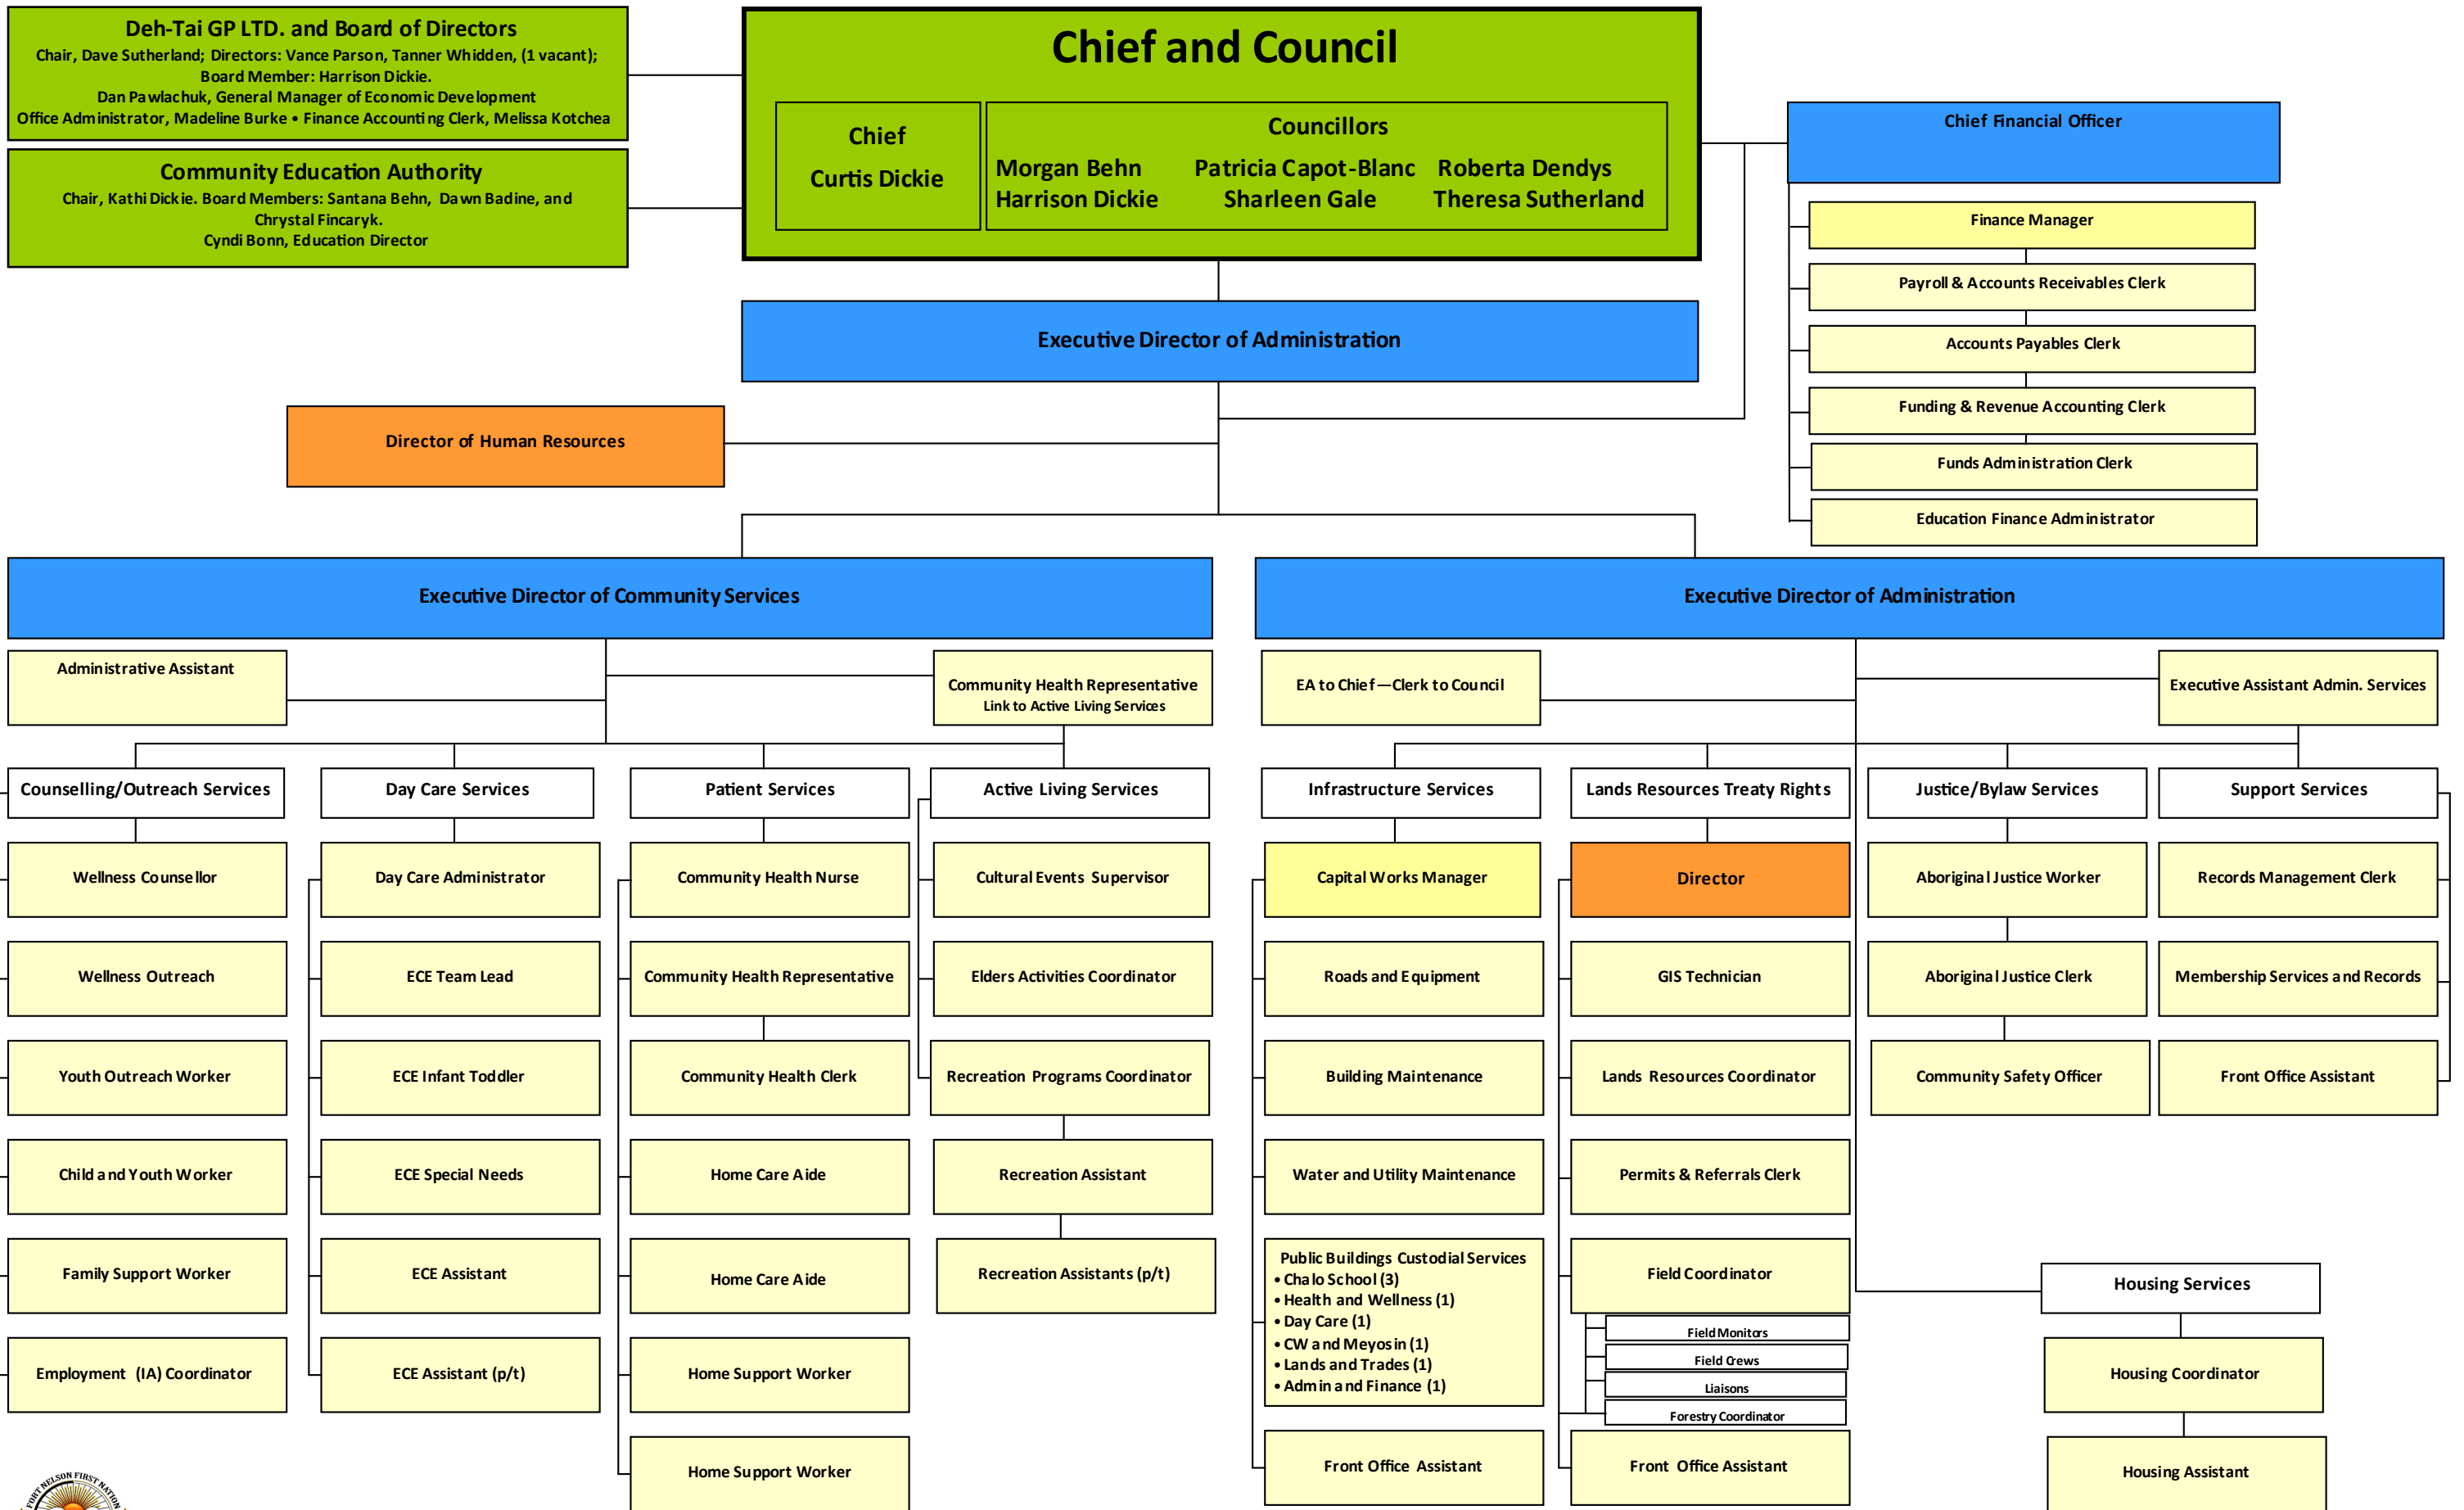 Deh-Tai GP LTD. and Board of Directors
Chair, Dave Sutherland; Directors: Vance Parson, Tanner Whidden, (1 vacant);
Board Member: Harrison Dickie.
Dan Pawlachuk, General Manager of Economic Development
Office Administrator, Madeline Burke • Finance Accounting Clerk, Melissa Kotchea
Community Education Authority
Chair, Kathi Dickie. Board Members: Santana Behn, Dawn Badine, and
Chrystal Fincaryk.
Cyndi Bonn, Education Director
Chief and Council
Chief
Curtis Dickie
Councillors
Morgan Behn Patricia Capot-Blanc Roberta Dendys
Harrison Dickie Sharleen Gale Theresa Sutherland
Chief Financial Officer
Finance Manager
Payroll & Accounts Receivables Clerk
Accounts Payables Clerk
Funding & Revenue Accounting Clerk
Funds Administration Clerk
Education Finance Administrator
Executive Director of Administration
Director of Human Resources
Executive Director of Community Services
Administrative Assistant
Community Health Representative
Link to Active Living Services
Counselling/Outreach Services
Wellness Counsellor
Wellness Outreach
Youth Outreach Worker
Child and Youth Worker
Family Support Worker
Employment (IA) Coordinator
Day Care Services
Day Care Administrator
ECE Team Lead
ECE Infant Toddler
ECE Special Needs
ECE Assistant
ECE Assistant (p/t)
Patient Services
Community Health Nurse
Community Health Representative
Community Health Clerk
Home Care Aide
Home Care Aide
Home Support Worker
Home Support Worker
Active Living Services
Cultural Events Supervisor
Elders Activities Coordinator
Recreation Programs Coordinator
Recreation Assistant
Recreation Assistants (p/t)
Executive Director of Administration
EA to Chief—Clerk to Council
Executive Assistant Admin. Services
Infrastructure Services
Capital Works Manager
Roads and Equipment
Building Maintenance
Water and Utility Maintenance
Public Buildings Custodial Services
• Chalo School (3)
• Health and Wellness (1)
• Day Care (1)
• CW and Meyosin (1)
• Lands and Trades (1)
• Admin and Finance (1)
Front Office Assistant
Lands Resources Treaty Rights
Director
GIS Technician
Lands Resources Coordinator
Permits & Referrals Clerk
Field Coordinator
Field Monitors
Field Crews
Liaisons
Forestry Coordinator
Front Office Assistant
Justice/Bylaw Services
Aboriginal Justice Worker
Aboriginal Justice Clerk
Community Safety Officer
Support Services
Records Management Clerk
Membership Services and Records
Front Office Assistant
Housing Services
Housing Coordinator
Housing Assistant
FORT NELSON FIRST NATION